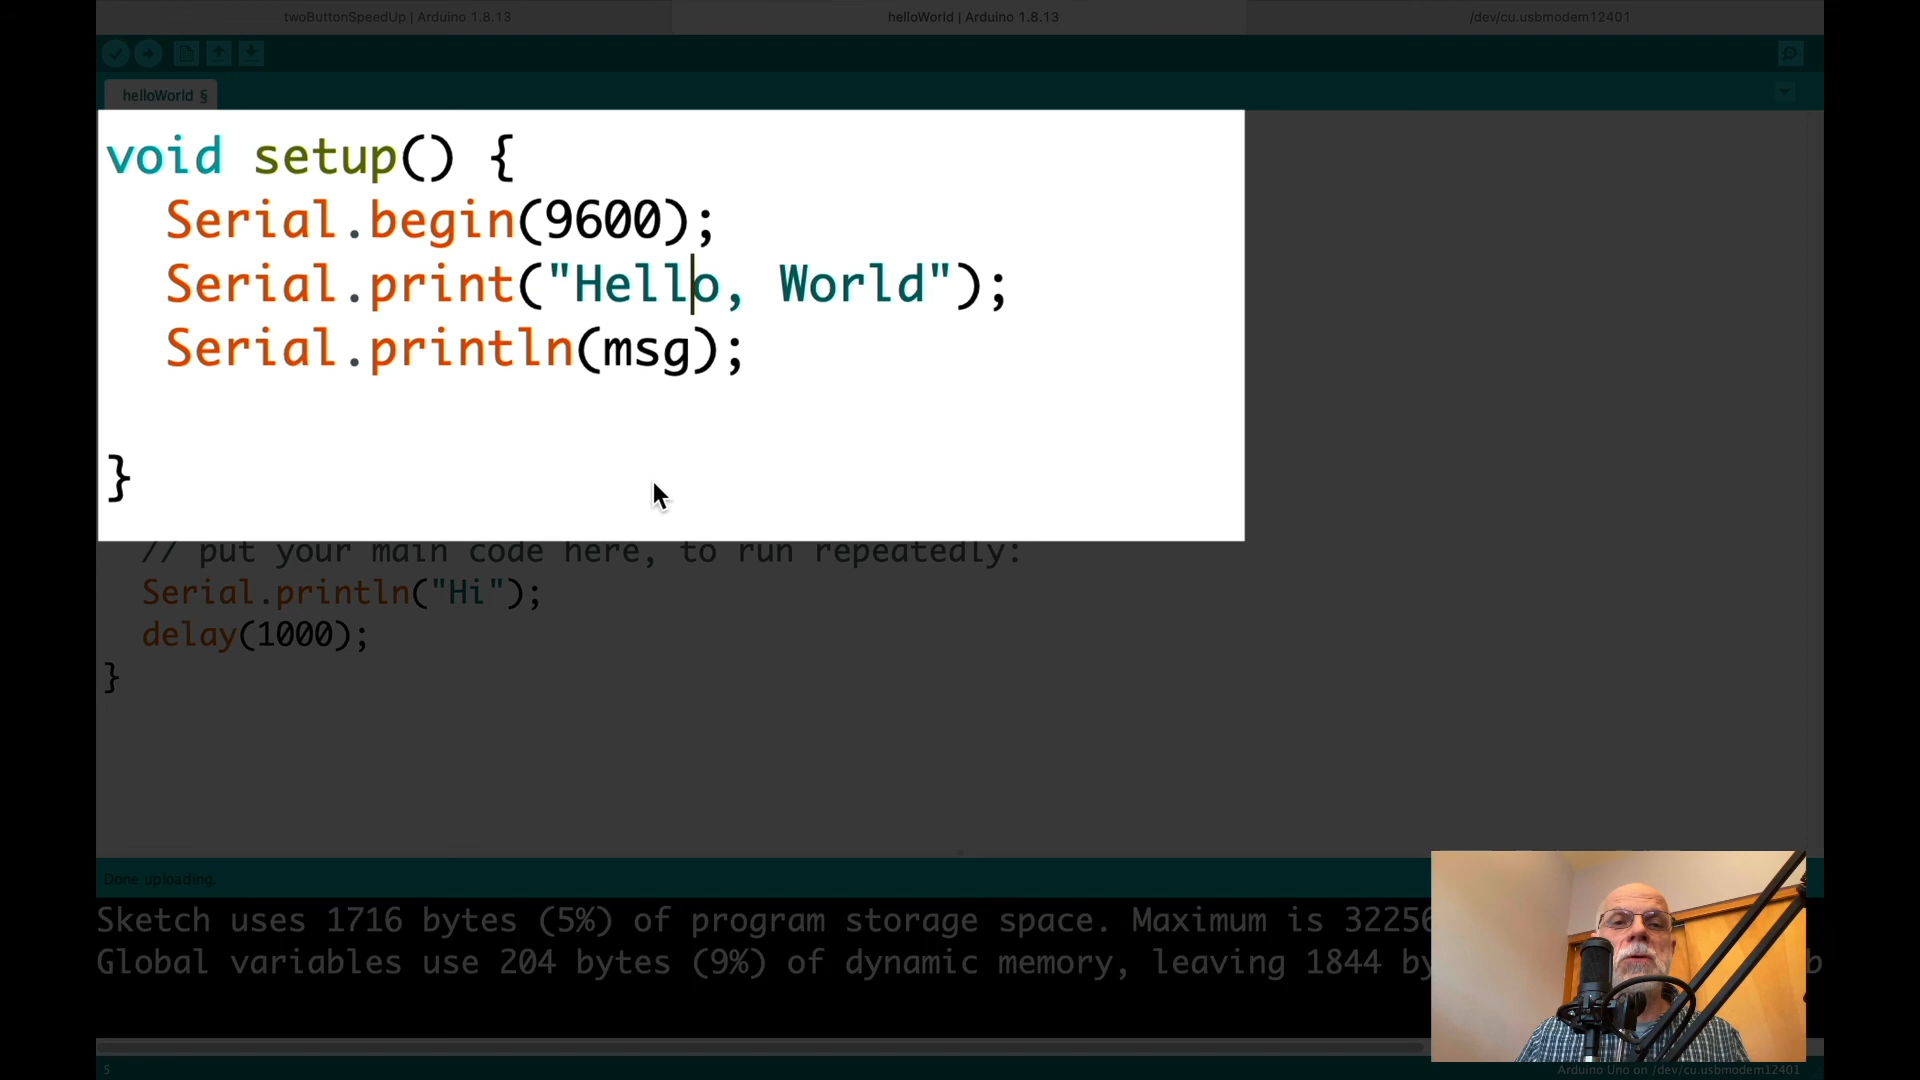 twoButtonSpeedUp | Arduino 1.8.13
helloWorld | Arduino 1.8.13
/dev/cu.usbmodem12401
helloWorld §
void setup() {
Serial.begin(9600);
Serial.print("Hello, World");
Serial.println(msg);
}
// put your main code here, to run repeatedly:
Serial.println("Hi");
delay(1000);
}
Done uploading.
Sketch uses 1716 bytes (5%) of program storage space. Maximum is 32256
Global variables use 204 bytes (9%) of dynamic memory, leaving 1844 by
5
Arduino Uno on /dev/cu.usbmodem12401